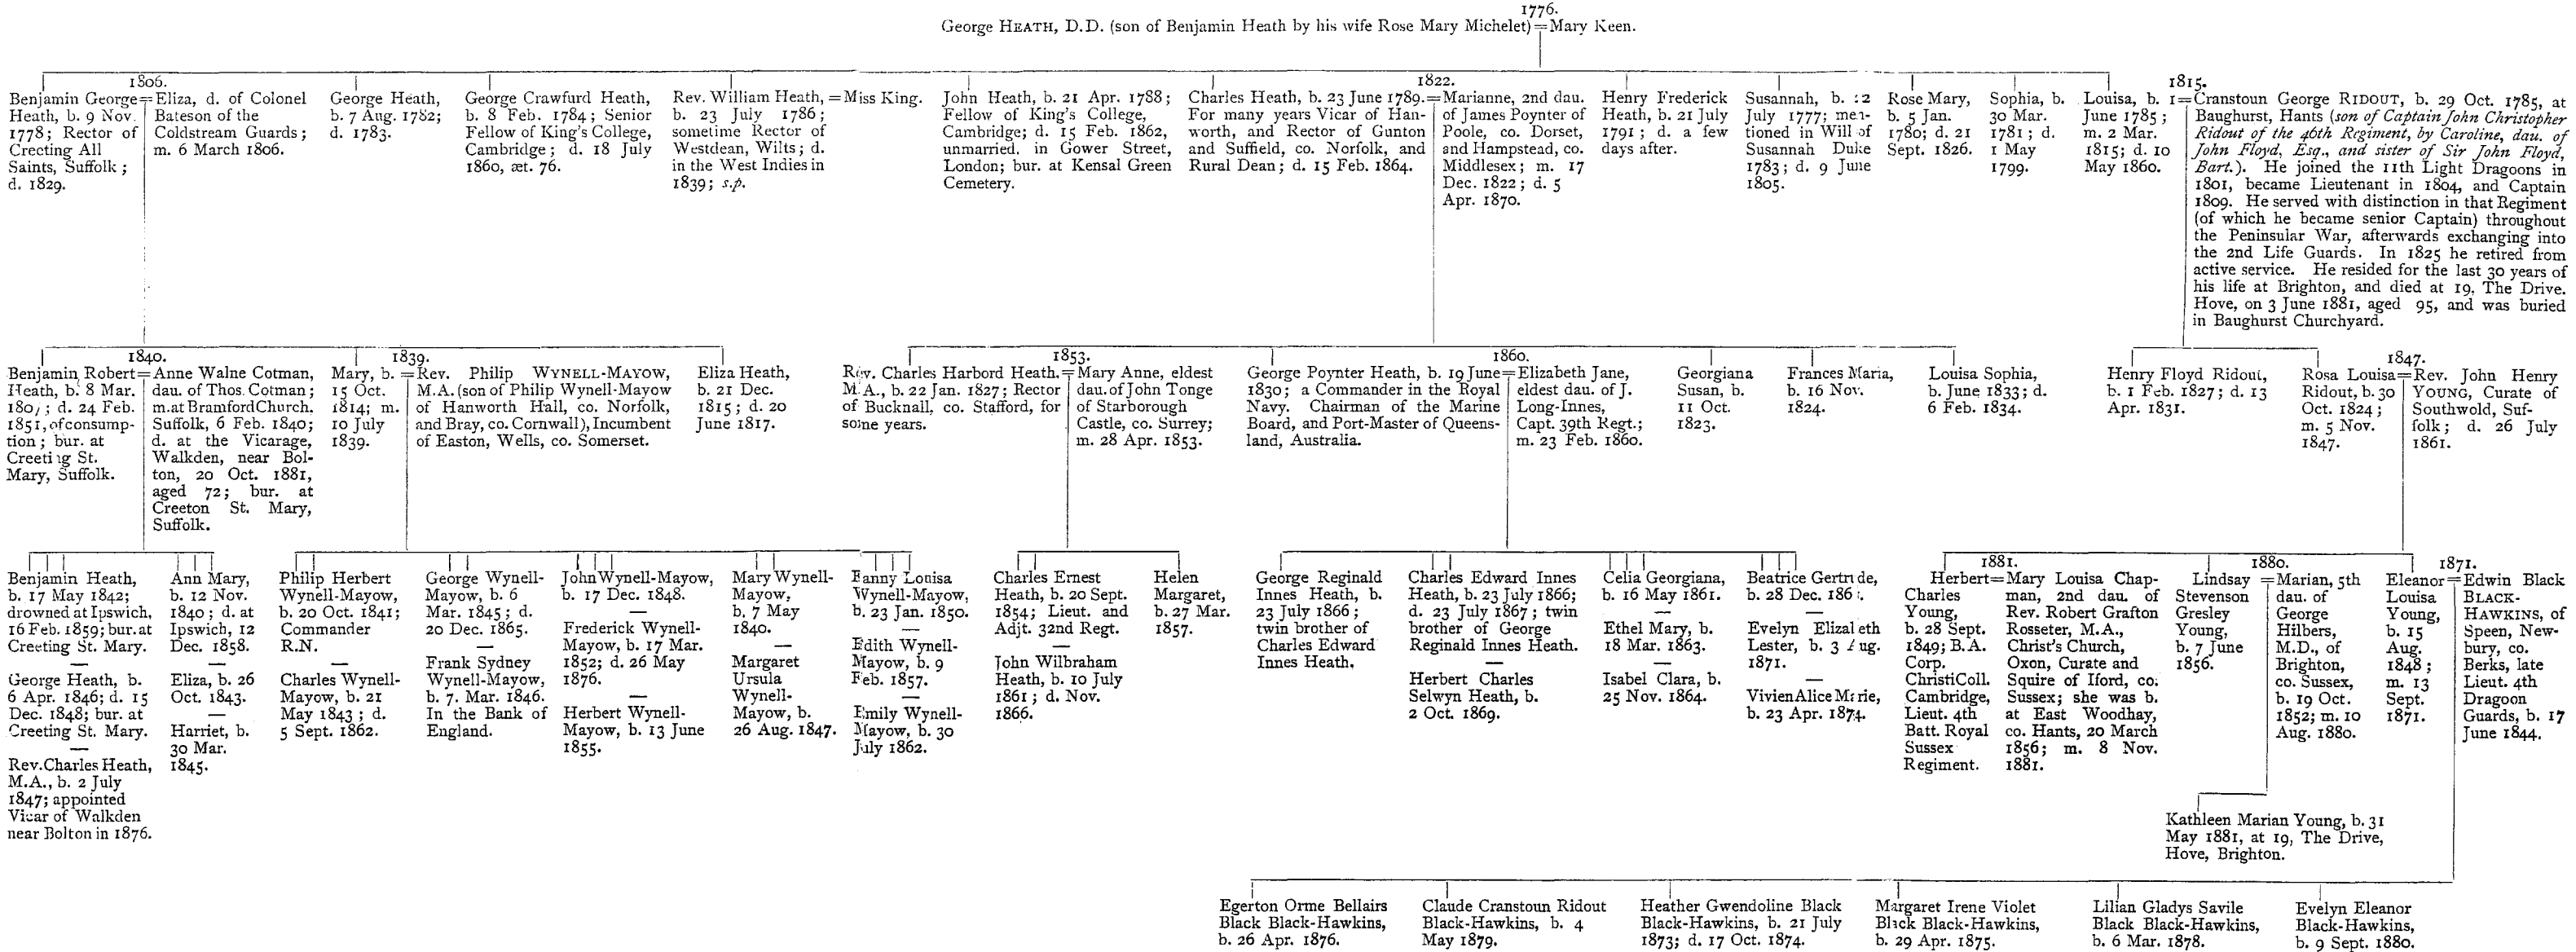 1776.
George HEATH, D.D. (son of Benjamin Heath by his wife Rose Mary Michelet)=Mary Keen.
1806.
Benjamin George=Eliza, d. of Colonel
Heath, b. 9 Nov.
Bateson of the
1778; Rector of
Coldstream Guards;
Creeting All
m. 6 March 1806.
Saints, Suffolk;
d. 1829.
George Heath,
b. 7 Aug. 1782;
d. 1783.
George Crawfurd Heath,
b. 8 Feb. 1784; Senior
Fellow of King's College,
Cambridge; d. 18 July
1860, æt. 76.
Rev. William Heath,=Miss King.
b. 23 July 1786;
sometime Rector of
Westdean, Wilts; d.
in the West Indies in
1839; s.p.
John Heath, b. 21 Apr. 1788;
Fellow of King's College,
Cambridge; d. 15 Feb. 1862,
unmarried, in Gower Street,
London; bur. at Kensal Green
Cemetery.
1822.
Charles Heath, b. 23 June 1789.=
For many years Vicar of Han-
worth, and Rector of Gunton
and Suffield, co. Norfolk, and
Rural Dean; d. 15 Feb. 1864.
Marianne, 2nd dau.
of James Poynter of
Poole, co. Dorset,
and Hampstead, co.
Middlesex; m. 17
Dec. 1822; d. 5
Apr. 1870.
Henry Frederick
Heath, b. 21 July
1791; d. a few
days after.
Susannah, b. 12
July 1777; men-
tioned in Will of
Susannah Duke
1783; d. 9 June
1805.
Rose Mary,
b. 5 Jan.
1780; d. 21
Sept. 1826.
Sophia, b.
30 Mar.
1781; d.
1 May
1799.
1815.
Louisa, b. 1=
June 1785;
m. 2 Mar.
1815; d. 10
May 1860.
Cranstoun George RIDOUT, b. 29 Oct. 1785, at
Baughurst, Hants (son of Captain John Christopher
Ridout of the 46th Regiment, by Caroline, dau. of
John Floyd, Esq., and sister of Sir John Floyd,
Bart.). He joined the 11th Light Dragoons in
1801, became Lieutenant in 1804, and Captain
1809. He served with distinction in that Regiment
(of which he became senior Captain) throughout
the Peninsular War, afterwards exchanging into
the 2nd Life Guards. In 1825 he retired from
active service. He resided for the last 30 years of
his life at Brighton, and died at 19, The Drive.
Hove, on 3 June 1881, aged 95, and was buried
in Baughurst Churchyard.
1840.
Benjamin Robert=
Heath, b. 8 Mar.
1807; d. 24 Feb.
1851, of consump-
tion; bur. at
Creeting St.
Mary, Suffolk.
Anne Walne Cotman,
dau. of Thos. Cotman;
m. at Bramford Church.
Suffolk, 6 Feb. 1840;
d. at the Vicarage,
Walkden, near Bol-
ton, 20 Oct. 1881,
aged 72; bur. at
Creeton St. Mary,
Suffolk.
1839.
Mary, b.=
15 Oct.
1814; m.
10 July
1839.
Rev. Philip WYNELL-MAYOW,
M.A. (son of Philip Wynell-Mayow
of Hanworth Hall, co. Norfolk,
and Bray, co. Cornwall), Incumbent
of Easton, Wells, co. Somerset.
Eliza Heath,
b. 21 Dec.
1815; d. 20
June 1817.
1853.
Rev. Charles Harbord Heath.=
M.A., b. 22 Jan. 1827; Rector
of Bucknall, co. Stafford, for
some years.
Mary Anne, eldest
dau. of John Tonge
of Starborough
Castle, co. Surrey;
m. 28 Apr. 1853.
1860.
George Poynter Heath, b. 19 June=
1830; a Commander in the Royal
Navy. Chairman of the Marine
Board, and Port-Master of Queens-
land, Australia.
Elizabeth Jane,
eldest dau. of J.
Long-Innes,
Capt. 39th Regt.;
m. 23 Feb. 1860.
Georgiana
Susan, b.
11 Oct.
1823.
Frances Maria,
b. 16 Nov.
1824.
Louisa Sophia,
b. June 1833; d.
6 Feb. 1834.
Henry Floyd Ridout,
b. 1 Feb. 1827; d. 13
Apr. 1831.
1847.
Rosa Louisa=
Ridout, b. 30
Oct. 1824;
m. 5 Nov.
1847.
Rev. John Henry
YOUNG, Curate of
Southwold, Suf-
folk; d. 26 July
1861.
Benjamin Heath,
b. 17 May 1842;
drowned at Ipswich,
16 Feb. 1859; bur. at
Creeting St. Mary.
George Heath, b.
6 Apr. 1846; d. 15
Dec. 1848; bur. at
Creeting St. Mary.
Rev. Charles Heath,
M.A., b. 2 July
1847; appointed
Vicar of Walkden
near Bolton in 1876.
Ann Mary,
b. 12 Nov.
1840; d. at
Ipswich, 12
Dec. 1858.
Eliza, b. 26
Oct. 1843.
Harriet, b.
30 Mar.
1845.
Philip Herbert
Wynell-Mayow,
b. 20 Oct. 1841;
Commander
R.N.
Charles Wynell-
Mayow, b. 21
May 1843; d.
5 Sept. 1862.
George Wynell-
Mayow, b. 6
Mar. 1845; d.
20 Dec. 1865.
Frank Sydney
Wynell-Mayow,
b. 7. Mar. 1846.
In the Bank of
England.
John Wynell-Mayow,
b. 17 Dec. 1848.
Frederick Wynell-
Mayow, b. 17 Mar.
1852; d. 26 May
1876.
Herbert Wynell-
Mayow, b. 13 June
1855.
Mary Wynell-
Mayow,
b. 7 May
1840.
Margaret
Ursula
Wynell-
Mayow, b.
26 Aug. 1847.
Fanny Louisa
Wynell-Mayow,
b. 23 Jan. 1850.
Edith Wynell-
Mayow, b. 9
Feb. 1857.
Emily Wynell-
Mayow, b. 30
July 1862.
Charles Ernest
Heath, b. 20 Sept.
1854; Lieut. and
Adjt. 32nd Regt.
John Wilbraham
Heath, b. 10 July
1861; d. Nov.
1866.
Helen
Margaret,
b. 27 Mar.
1857.
George Reginald
Innes Heath, b.
23 July 1866;
twin brother of
Charles Edward
Innes Heath.
Charles Edward Innes
Heath, b. 23 July 1866;
d. 23 July 1867; twin
brother of George
Reginald Innes Heath.
Herbert Charles
Selwyn Heath, b.
2 Oct. 1869.
Celia Georgiana,
b. 16 May 1861.
Ethel Mary, b.
18 Mar. 1863.
Isabel Clara, b.
25 Nov. 1864.
Beatrice Gertrude,
b. 28 Dec.
Evelyn Elizabeth
Lester, b. 3 Aug.
1871.
Vivien Alice Marie,
b. 23 Apr. 1874.
1881.
Herbert=
Charles
Young,
b. 28 Sept.
1849; B.A.
Corp.
Christi Coll.
Cambridge,
Lieut. 4th
Batt. Royal
Sussex
Regiment.
Mary Louisa Chap-
man, 2nd dau. of
Rev. Robert Grafton
Rosseter, M.A.,
Christ's Church,
Oxon, Curate and
Squire of Iford, co.
Sussex; she was b.
at East Woodhay,
co. Hants, 20 March
1856; m. 8 Nov.
1881.
1880.
Lindsay =
Stevenson
Gresley
Young,
b. 7 June
1856.
Marian, 5th
dau. of
George
Hilbers,
M.D., of
Brighton,
co. Sussex,
b. 19 Oct.
1852; m. 10
Aug. 1880.
1871.
Eleanor=
Louisa
Young,
b. 15
Aug.
1848;
m. 13
Sept.
1871.
Edwin Black
BLACK-
HAWKINS, of
Speen, New-
bury, co.
Berks, late
Lieut. 4th
Dragoon
Guards, b. 17
June 1844.
Kathleen Marian Young, b. 31
May 1881, at 19, The Drive,
Hove, Brighton.
Egerton Orme Bellairs
Black Black-Hawkins,
b. 26 Apr. 1876.
Claude Cranstoun Ridout
Black-Hawkins, b. 4
May 1879.
Heather Gwendoline Black
Black-Hawkins, b. 21 July
1873; d. 17 Oct. 1874.
Margaret Irene Violet
Black Black-Hawkins,
b. 29 Apr. 1875.
Lilian Gladys Savile
Black Black-Hawkins,
b. 6 Mar. 1878.
Evelyn Eleanor
Black-Hawkins,
b. 9 Sept. 1880.